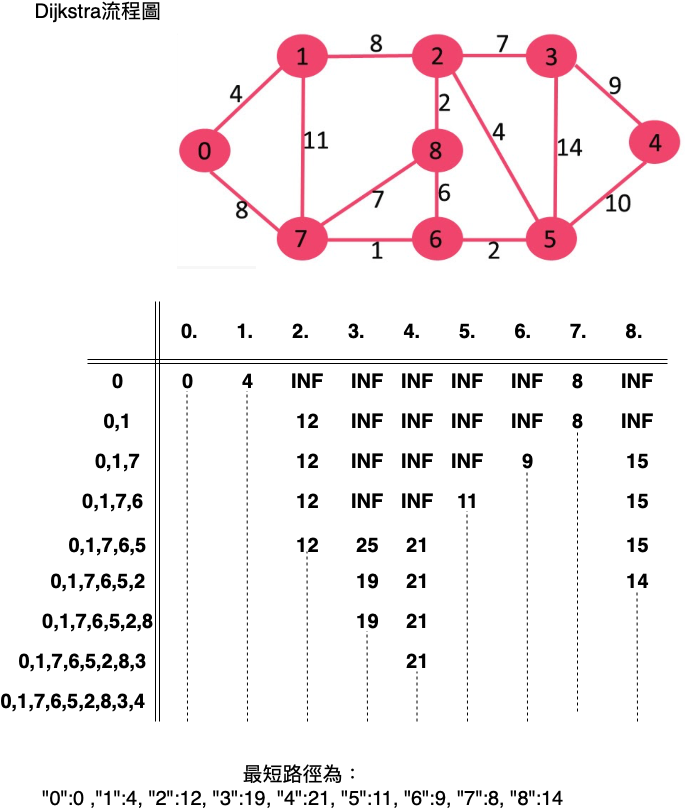 Dijkstra流程圖
8 7
1 2 3
4 2 9
11 4
0 8 14 4
7 6
8 10
7 6 5
1 2
0. 1. 2. 3. 4. 5. 6. 7. 8.
0 0 4 INF INF INF INF INF 8 INF
0,1 12 INF INF INF INF 8 INF
0,1,7 12 INF INF INF 9 15
0,1,7,6 12 INF INF 11 15
0,1,7,6,5 12 25 21 15
0,1,7,6,5,2 19 21 14
0,1,7,6,5,2,8 19 21
0,1,7,6,5,2,8,3 21
0,1,7,6,5,2,8,3,4
最短路徑為：
"0":0 ,"1":4, "2":12, "3":19, "4":21, "5":11, "6":9, "7":8, "8":14